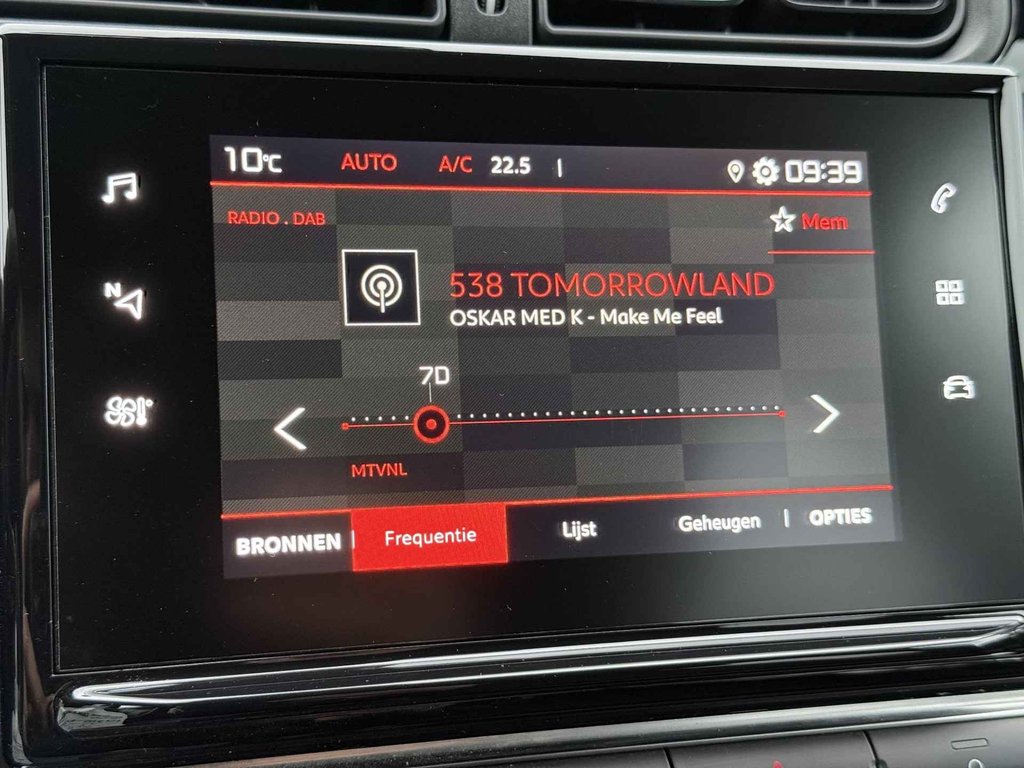 10°C AUTO A/C 22.5 09:39
RADIO . DAB
Mem
538 TOMORROWLAND
OSKAR MED K - Make Me Feel
7D
MTVNL
BRONNEN Frequentie Lijst Geheugen OPTIES
N